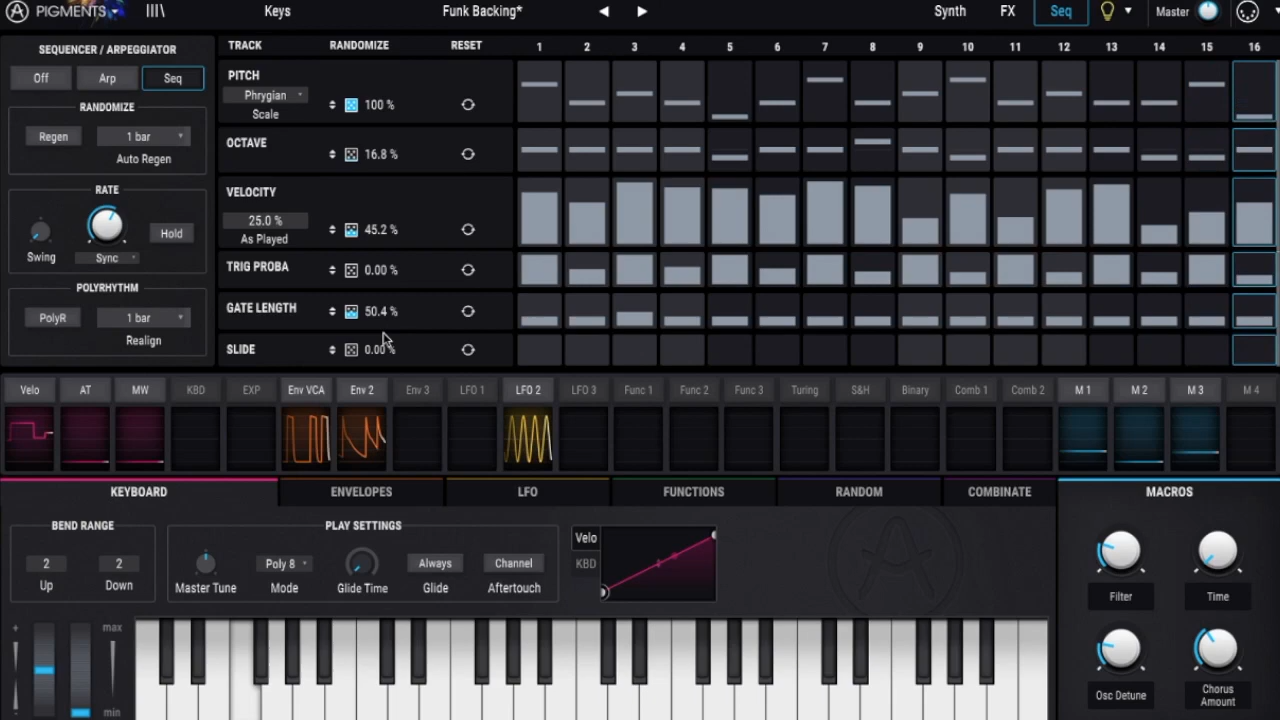 PIGMENTS
Keys
Funk Backing*
Synth FX Seq Master
SEQUENCER / ARPEGGIATOR
Off Arp Seq
RANDOMIZE
Regen 1 bar
Auto Regen
RATE
Hold
Swing Sync
POLYRHYTHM
PolyR 1 bar
Realign
TRACK RANDOMIZE RESET 1 2 3 4 5 6 7 8 9 10 11 12 13 14 15 16
PITCH
Phrygian 100 %
Scale
OCTAVE
16.8 %
VELOCITY
25.0 % 45.2 %
As Played
TRIG PROBA 0.00 %
GATE LENGTH 50.4 %
SLIDE 0.00 %
Velo AT MW KBD EXP Env VCA Env 2 Env 3 LFO 1 LFO 2 LFO 3 Func 1 Func 2 Func 3 Turing S&H Binary Comb 1 Comb 2 M 1 M 2 M 3 M 4
KEYBOARD ENVELOPES LFO FUNCTIONS RANDOM COMBINATE MACROS
BEND RANGE
2 2
Up Down
PLAY SETTINGS
Poly 8 Always Channel
Master Tune Mode Glide Time Glide Aftertouch
Velo
KBD
Filter Time
Osc Detune Chorus Amount
+ max
- min